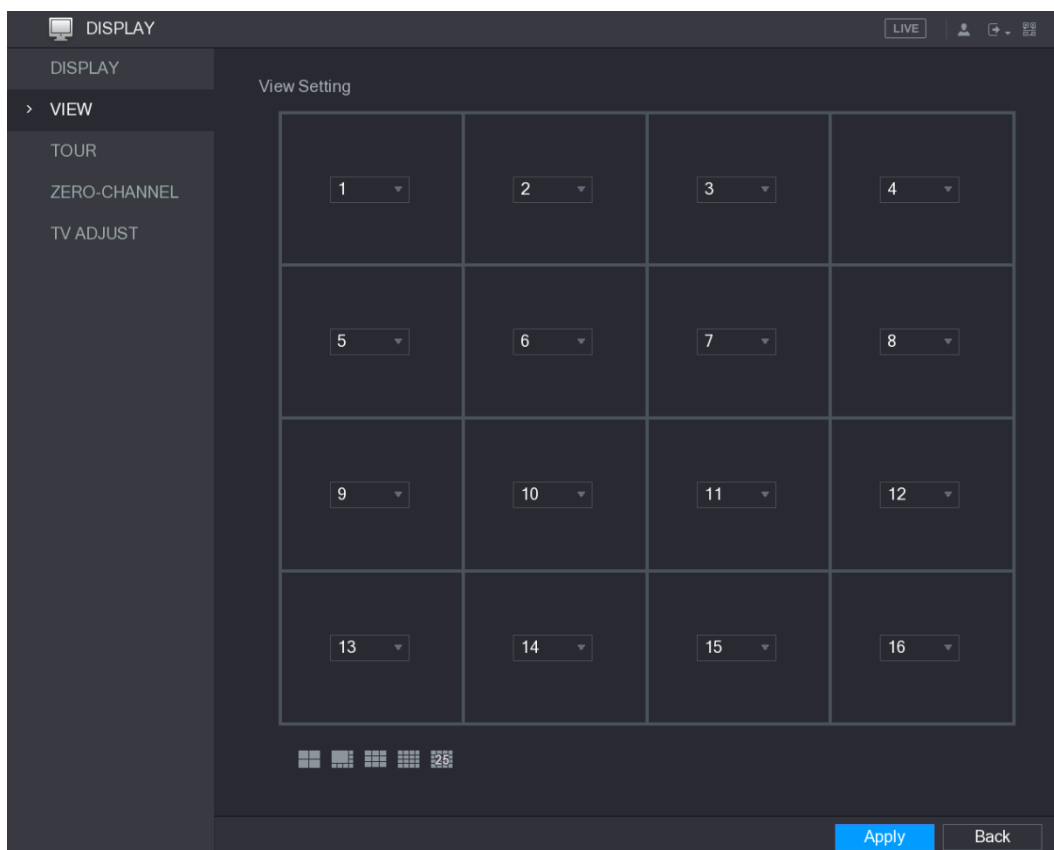 DISPLAY
LIVE
DISPLAY
VIEW
TOUR
ZERO-CHANNEL
TV ADJUST
View Setting
1 2 3 4
5 6 7 8
9 10 11 12
13 14 15 16
25
Apply Back